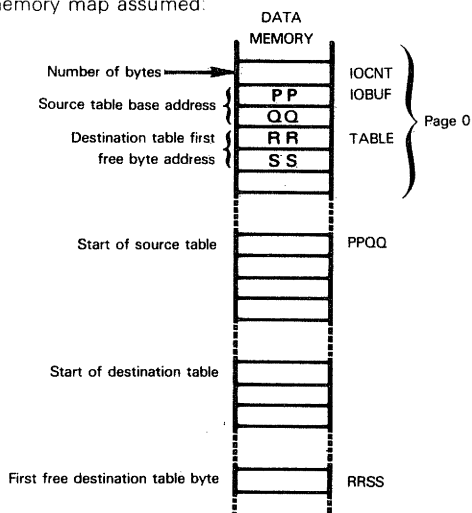 memory map assumed:
DATA
MEMORY
Number of bytes
IOCNT
Source table base address
PP
IOBUF
QQ
Page 0
Destination table first
free byte address
RR
TABLE
SS
Start of source table
PPQQ
Start of destination table
First free destination table byte
RRSS